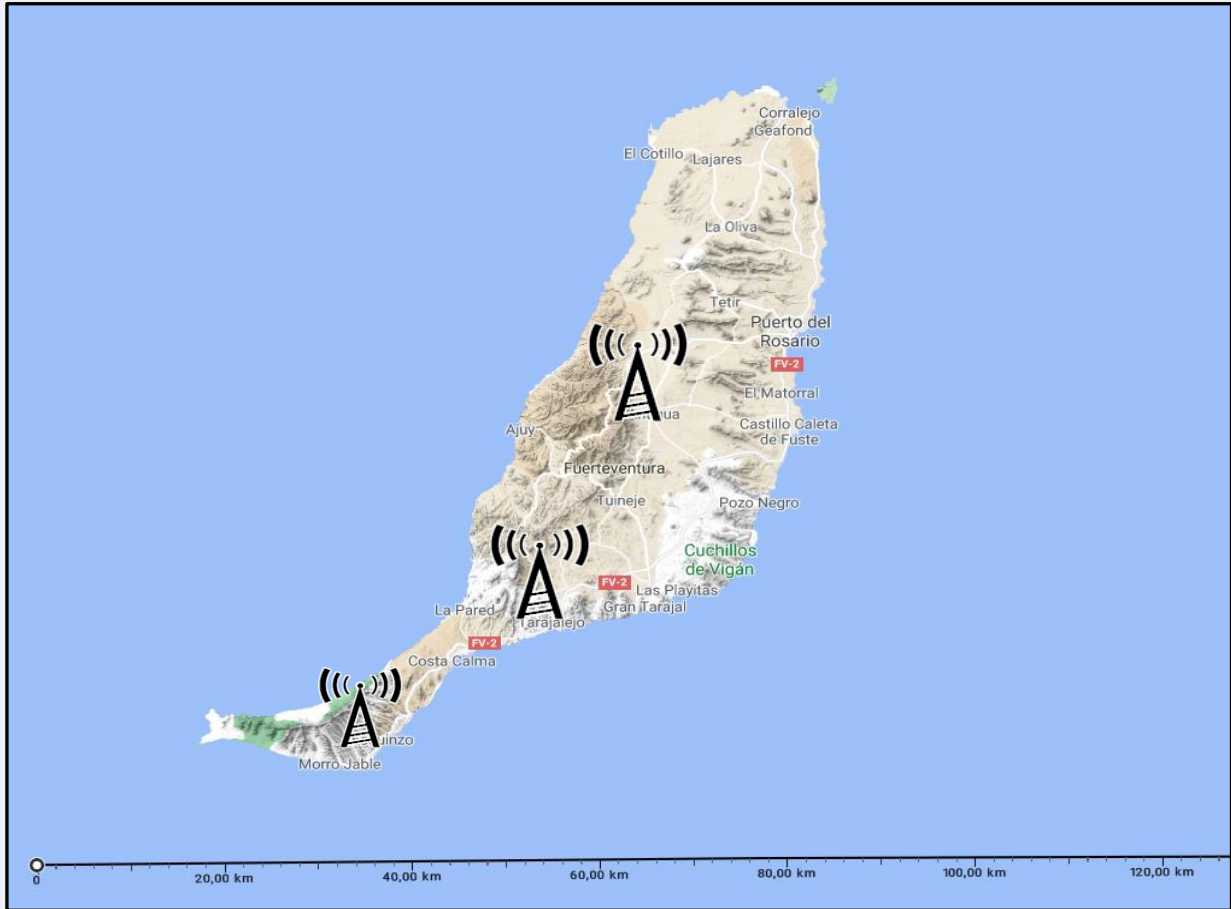 Corralejo
Geafond
El Cotillo
Lajares
La Oliva
Tetir
Puerto del
Rosario
FV-2
El Matorral
Castillo Caleta
de Fuste
Ajuy
Fuerteventura
Tuineje
Pozo Negro
Cuchillos
de Vigán
FV-2
Las Playitas
Gran Tarajal
La Pared
Tarajalejo
FV-2
Costa Calma
Morro Jable
0
20,00 km
40,00 km
60,00 km
80,00 km
100,00 km
120,00 km